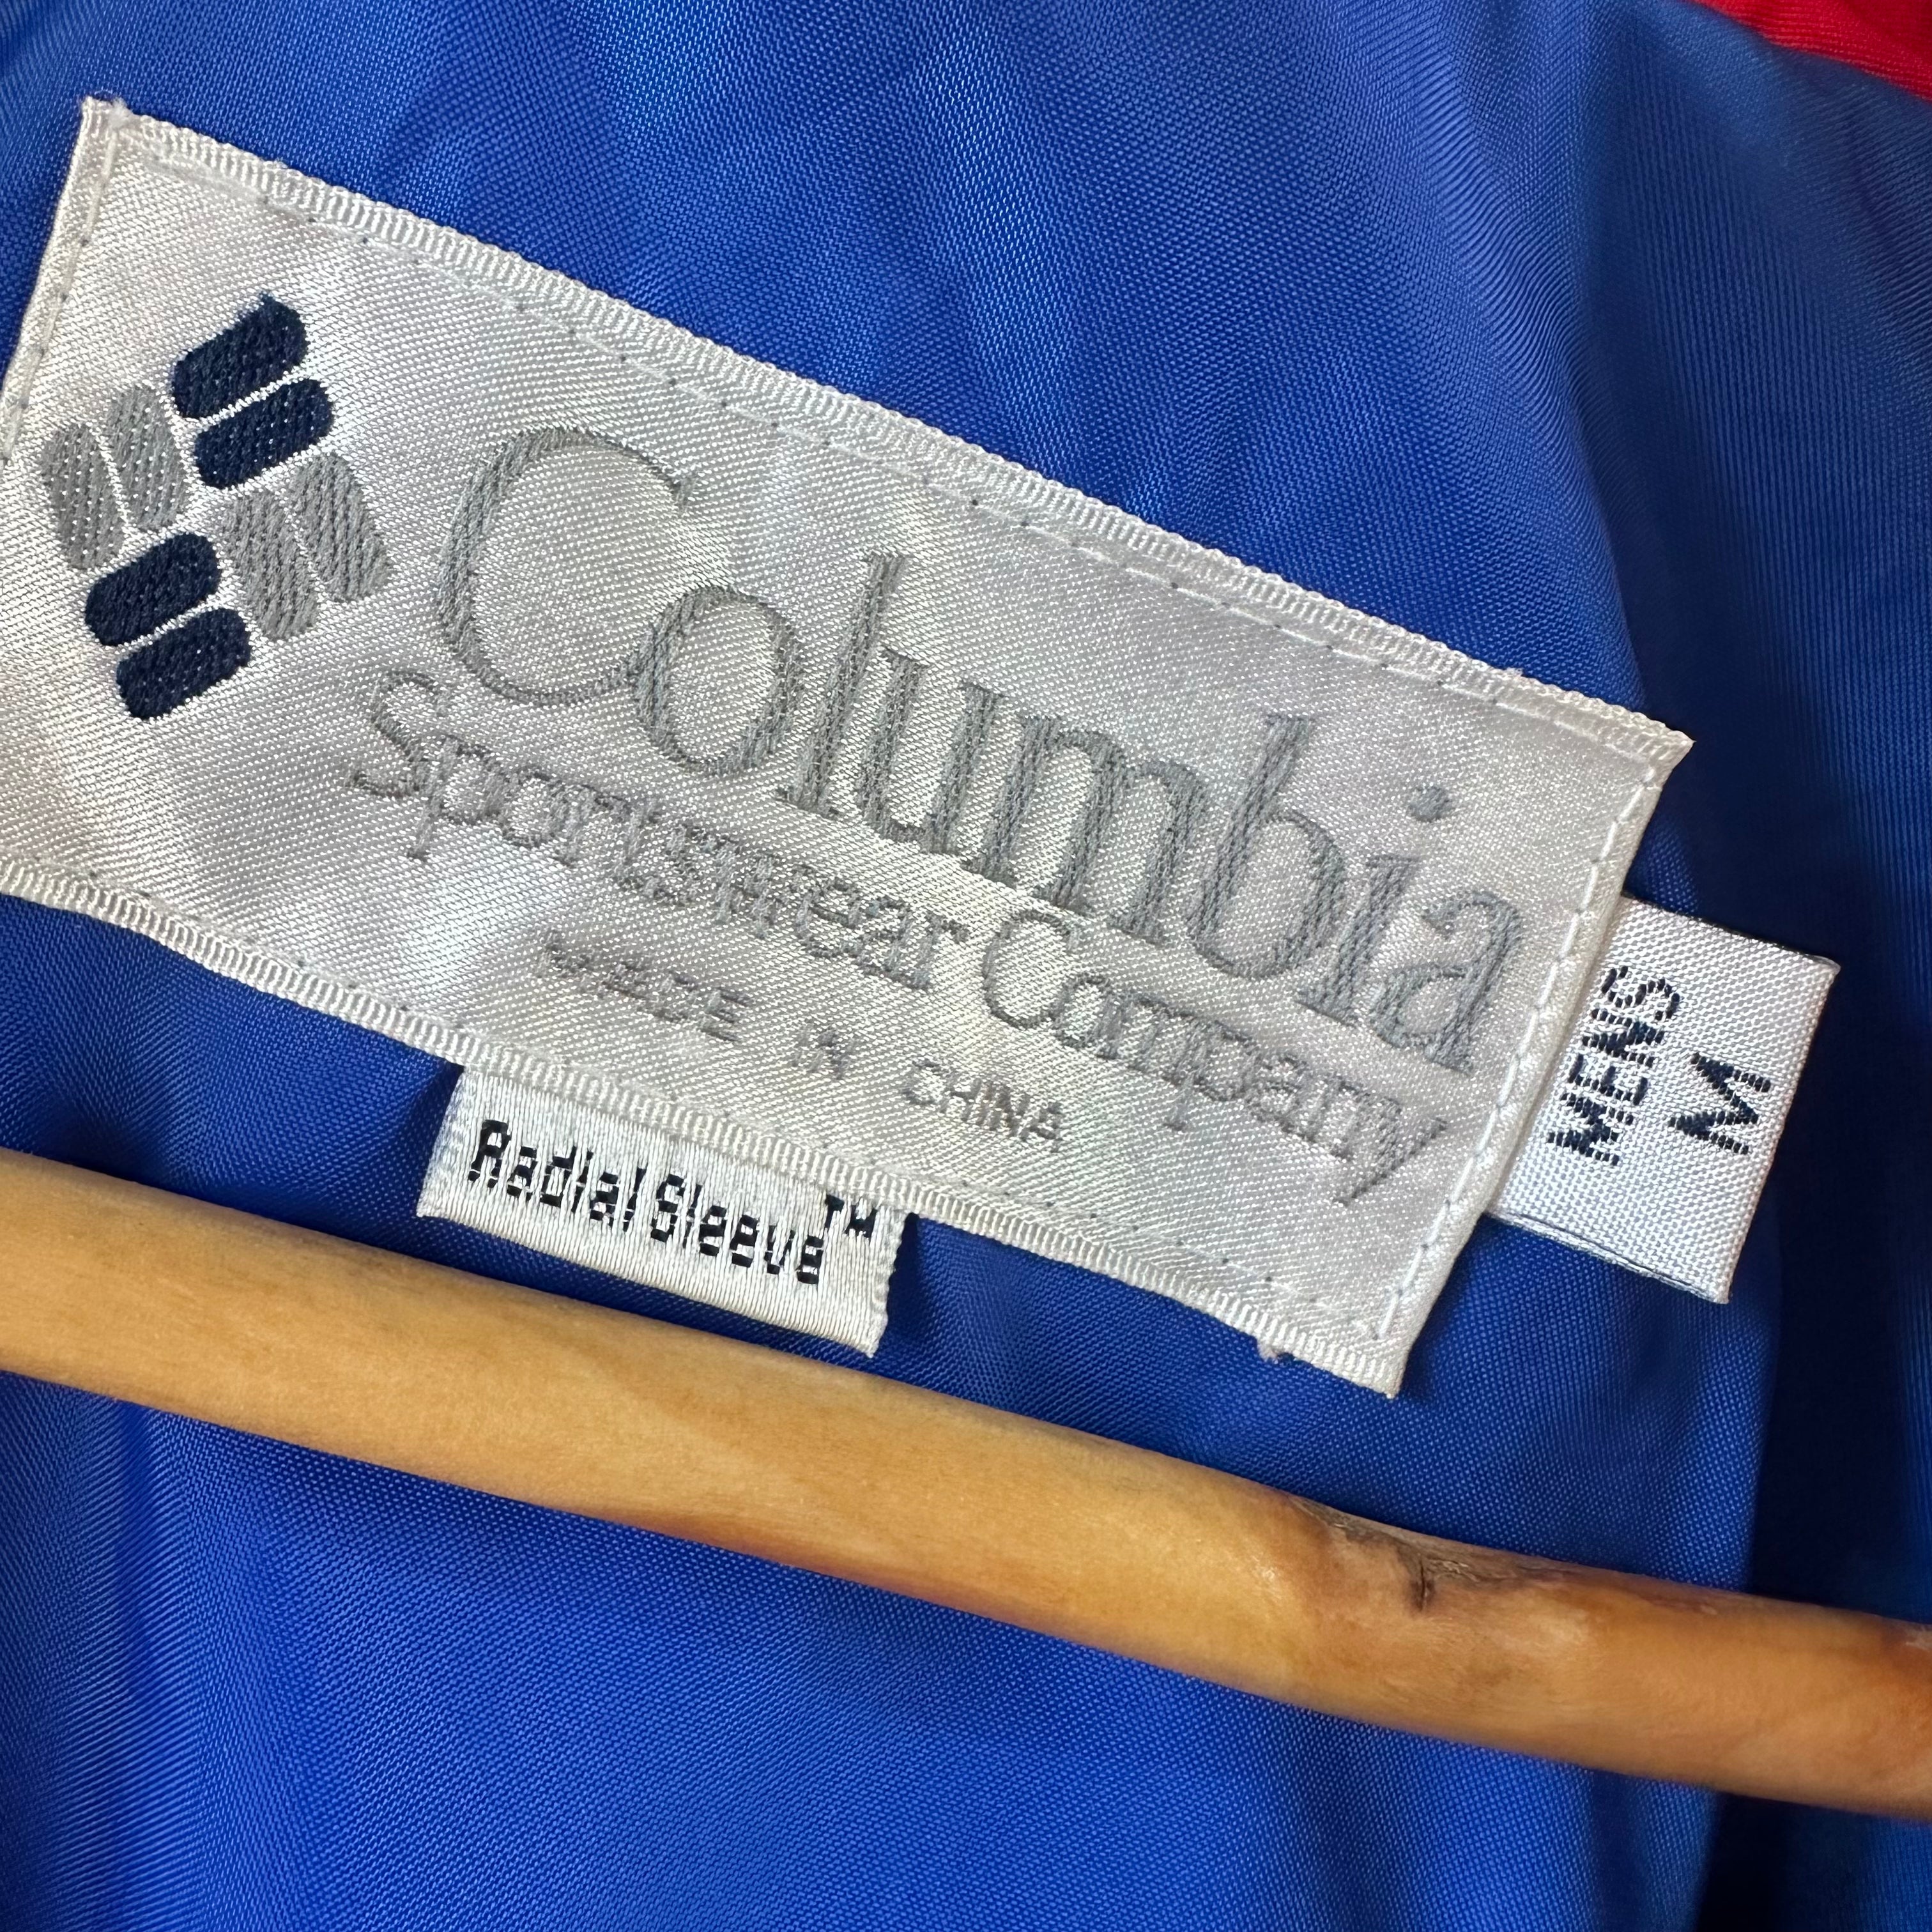 Columbia
Sportswear Company
MADE IN CHINA
Radial Sleeve™
MENS
M